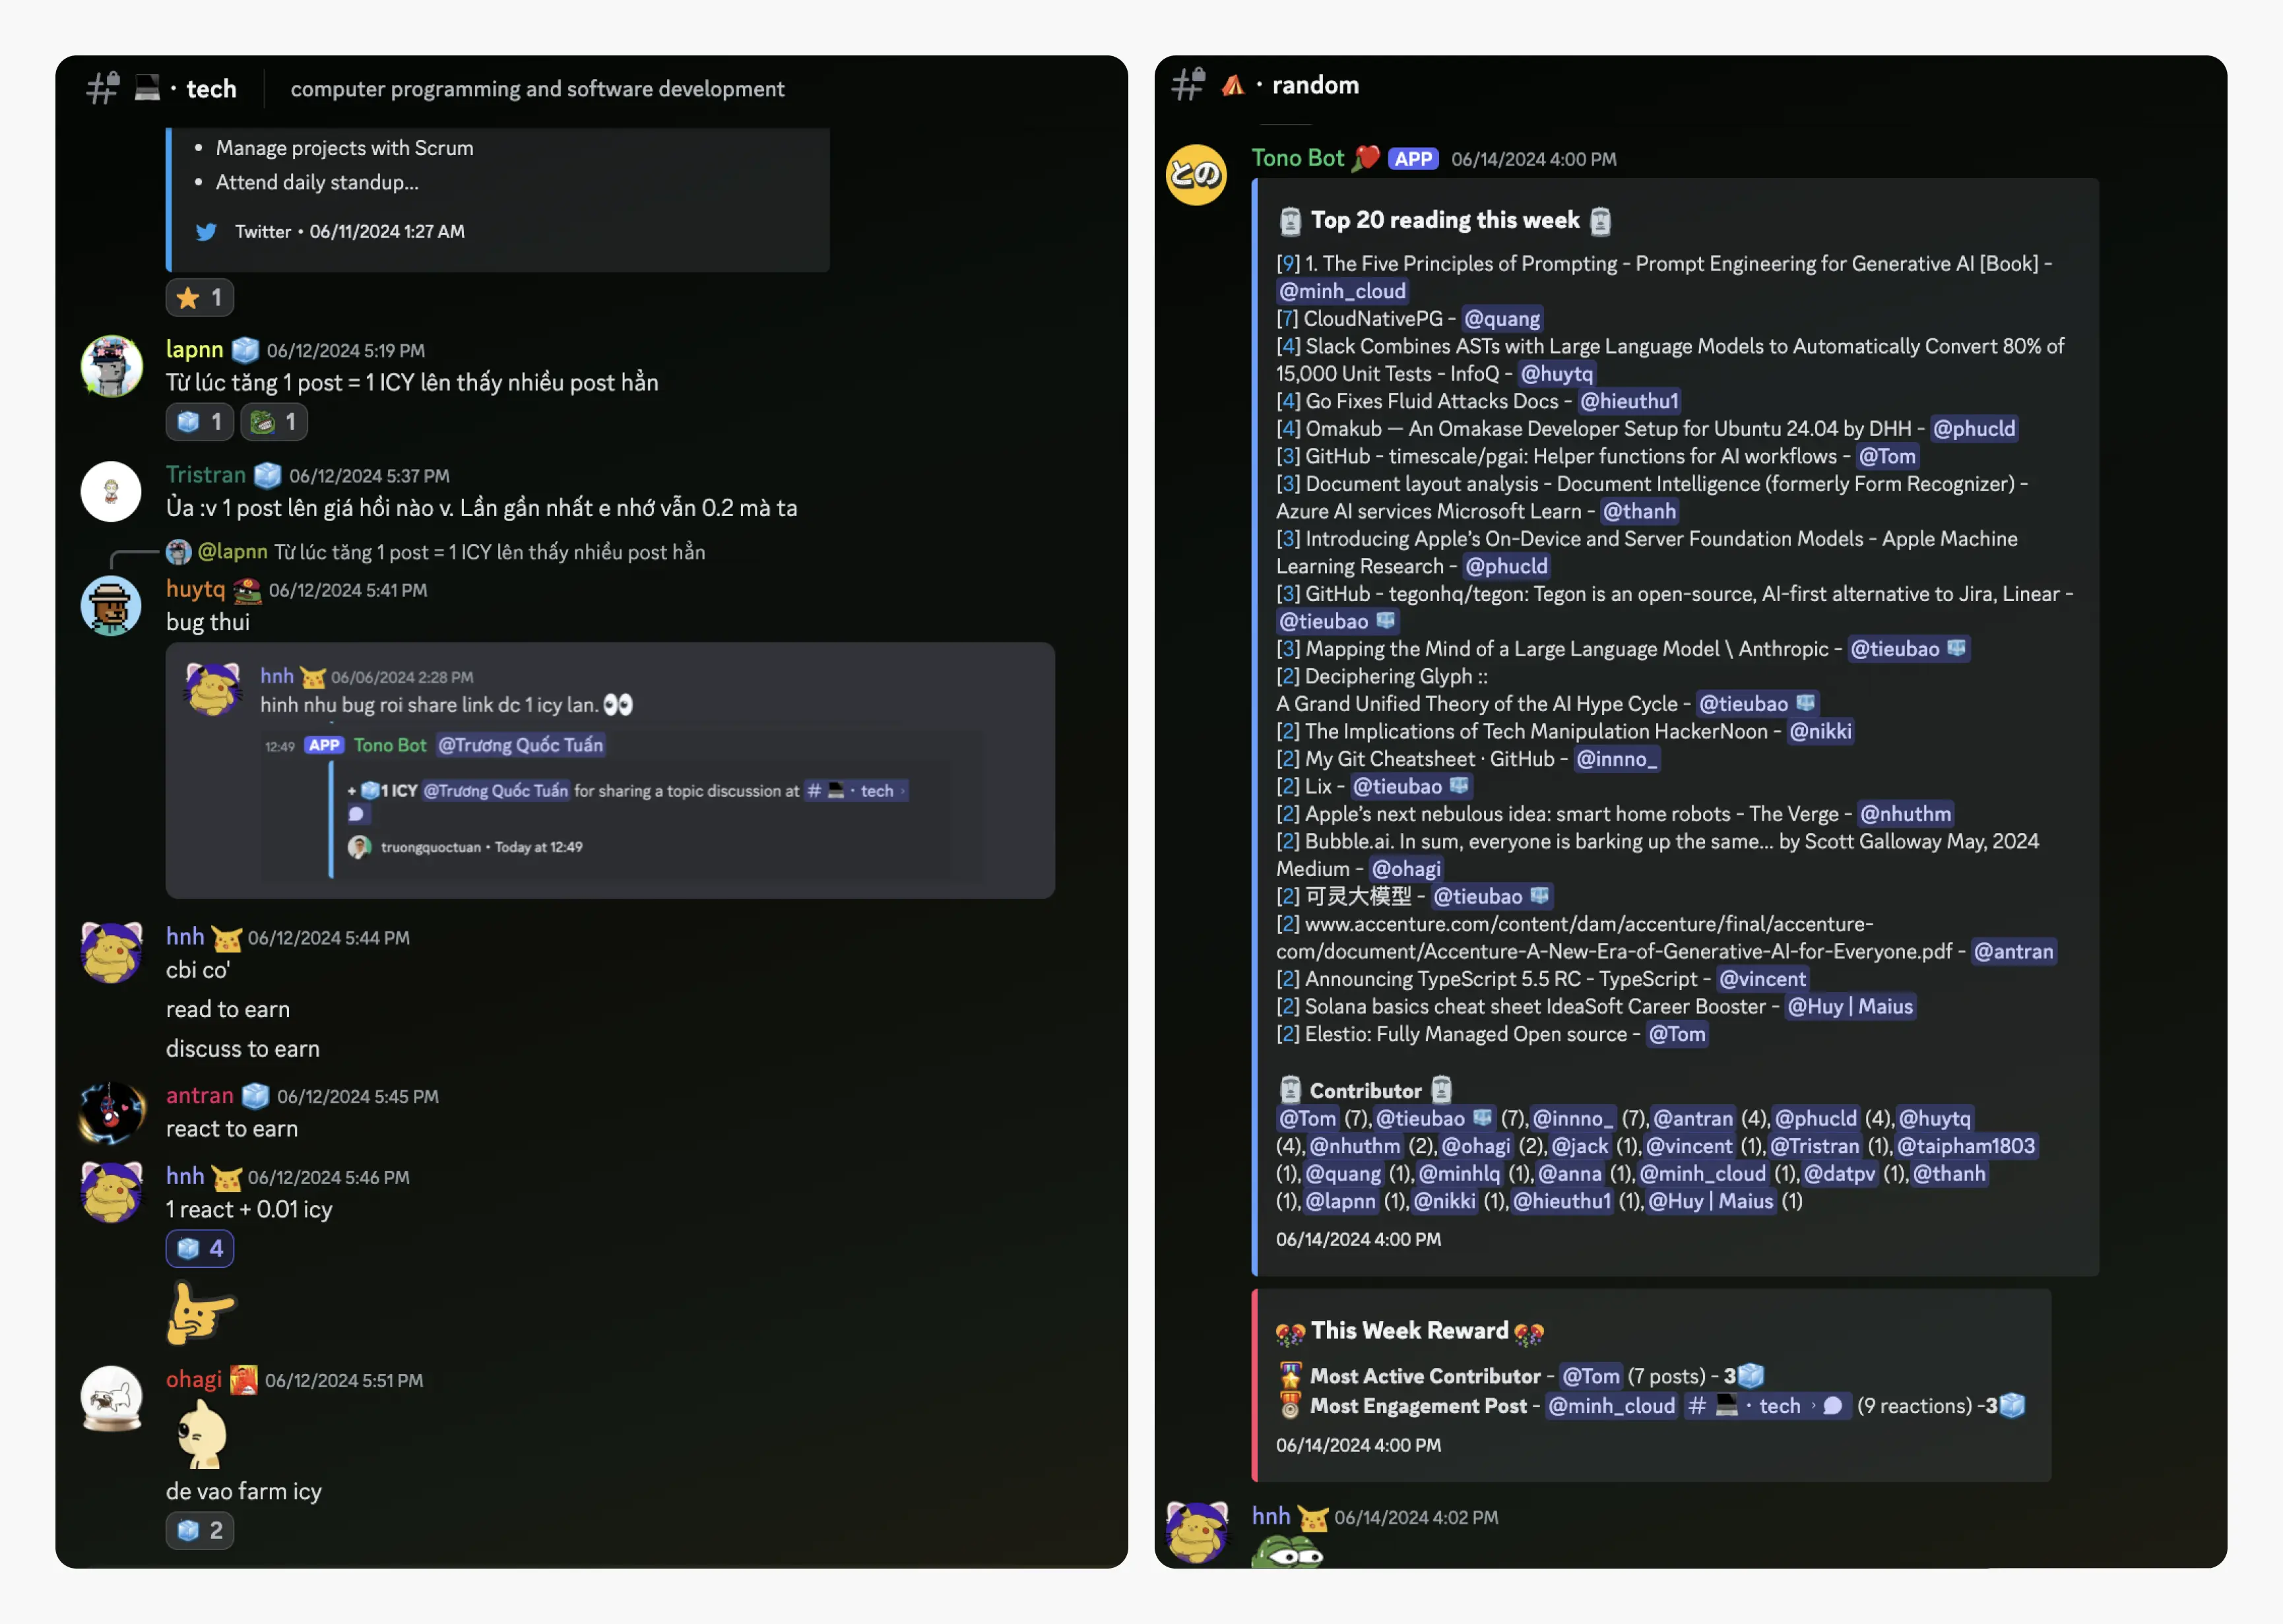 tech
computer programming and software development
• Manage projects with Scrum
• Attend daily standup...
Twitter • 06/11/2024 1:27 AM
1
lapnn 06/12/2024 5:19 PM
Từ lúc tăng 1 post = 1 ICY lên thấy nhiều post hẳn
1 1
Tristran 06/12/2024 5:37 PM
Ủa :v 1 post lên giá hồi nào v. Lần gần nhất e nhớ vẫn 0.2 mà ta
@lapnn Từ lúc tăng 1 post = 1 ICY lên thấy nhiều post hẳn
huytq 06/12/2024 5:41 PM
bug thui
hnh 06/06/2024 2:28 PM
hinh nhu bug roi share link dc 1 icy lan.
12:49 APP Tono Bot @Trương Quốc Tuấn
+ 1 ICY @Trương Quốc Tuấn for sharing a topic discussion at # · tech ›
truongquoctuan • Today at 12:49
hnh 06/12/2024 5:44 PM
cbi co'
read to earn
discuss to earn
antran 06/12/2024 5:45 PM
react to earn
hnh 06/12/2024 5:46 PM
1 react + 0.01 icy
4
ohagi 06/12/2024 5:51 PM
de vao farm icy
2
random
との
Tono Bot APP 06/14/2024 4:00 PM
Top 20 reading this week
[9] 1. The Five Principles of Prompting - Prompt Engineering for Generative AI [Book] -
@minh_cloud
[7] CloudNativePG - @quang
[4] Slack Combines ASTs with Large Language Models to Automatically Convert 80% of
15,000 Unit Tests - InfoQ - @huytq
[4] Go Fixes Fluid Attacks Docs - @hieuthu1
[4] Omakub — An Omakase Developer Setup for Ubuntu 24.04 by DHH - @phucld
[3] GitHub - timescale/pgai: Helper functions for AI workflows - @Tom
[3] Document layout analysis - Document Intelligence (formerly Form Recognizer) -
Azure AI services Microsoft Learn - @thanh
[3] Introducing Apple’s On-Device and Server Foundation Models - Apple Machine
Learning Research - @phucld
[3] GitHub - tegonhq/tegon: Tegon is an open-source, AI-first alternative to Jira, Linear -
@tieubao
[3] Mapping the Mind of a Large Language Model \ Anthropic - @tieubao
[2] Deciphering Glyph ::
A Grand Unified Theory of the AI Hype Cycle - @tieubao
[2] The Implications of Tech Manipulation HackerNoon - @nikki
[2] My Git Cheatsheet · GitHub - @innno_
[2] Lix - @tieubao
[2] Apple’s next nebulous idea: smart home robots - The Verge - @nhuthm
[2] Bubble.ai. In sum, everyone is barking up the same... by Scott Galloway May, 2024
Medium - @ohagi
[2] 可灵大模型 - @tieubao
[2] www.accenture.com/content/dam/accenture/final/accenture-
com/document/Accenture-A-New-Era-of-Generative-AI-for-Everyone.pdf - @antran
[2] Announcing TypeScript 5.5 RC - TypeScript - @vincent
[2] Solana basics cheat sheet IdeaSoft Career Booster - @Huy | Maius
[2] Elestio: Fully Managed Open source - @Tom
Contributor
@Tom (7), @tieubao (7), @innno_ (7), @antran (4), @phucld (4), @huytq
(4), @nhuthm (2), @ohagi (2), @jack (1), @vincent (1), @Tristran (1), @taipham1803
(1), @quang (1), @minhlq (1), @anna (1), @minh_cloud (1), @datpv (1), @thanh
(1), @lapnn (1), @nikki (1), @hieuthu1 (1), @Huy | Maius (1)
06/14/2024 4:00 PM
This Week Reward
Most Active Contributor - @Tom (7 posts) - 3
Most Engagement Post - @minh_cloud # · tech › (9 reactions) -3
06/14/2024 4:00 PM
hnh 06/14/2024 4:02 PM